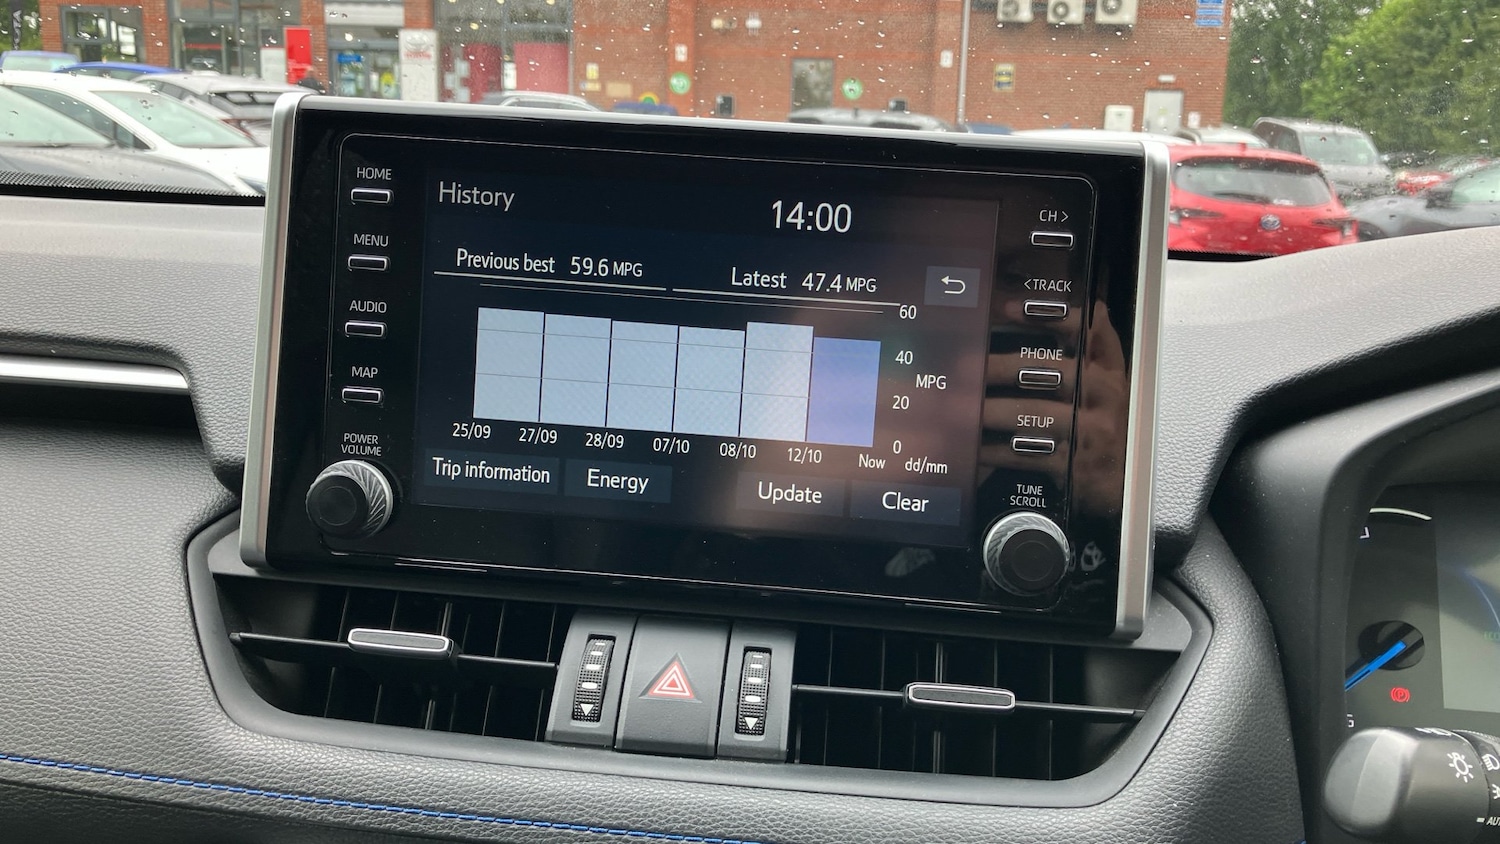 HOME
MENU
AUDIO
MAP
POWER
VOLUME
History
14:00
Previous best 59.6 MPG
Latest 47.4 MPG
60
40
MPG
20
0
25/09 27/09 28/09 07/10 08/10 12/10 Now dd/mm
Trip information
Energy
Update
Clear
CH >
<TRACK
PHONE
SETUP
TUNE
SCROLL